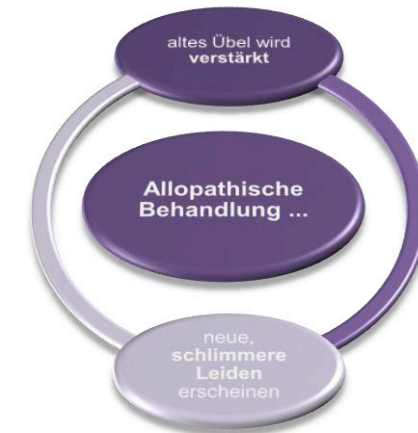 altes Übel wird
verstärkt
Allopathische
Behandlung ...
neue,
schlimmere
Leiden
erscheinen